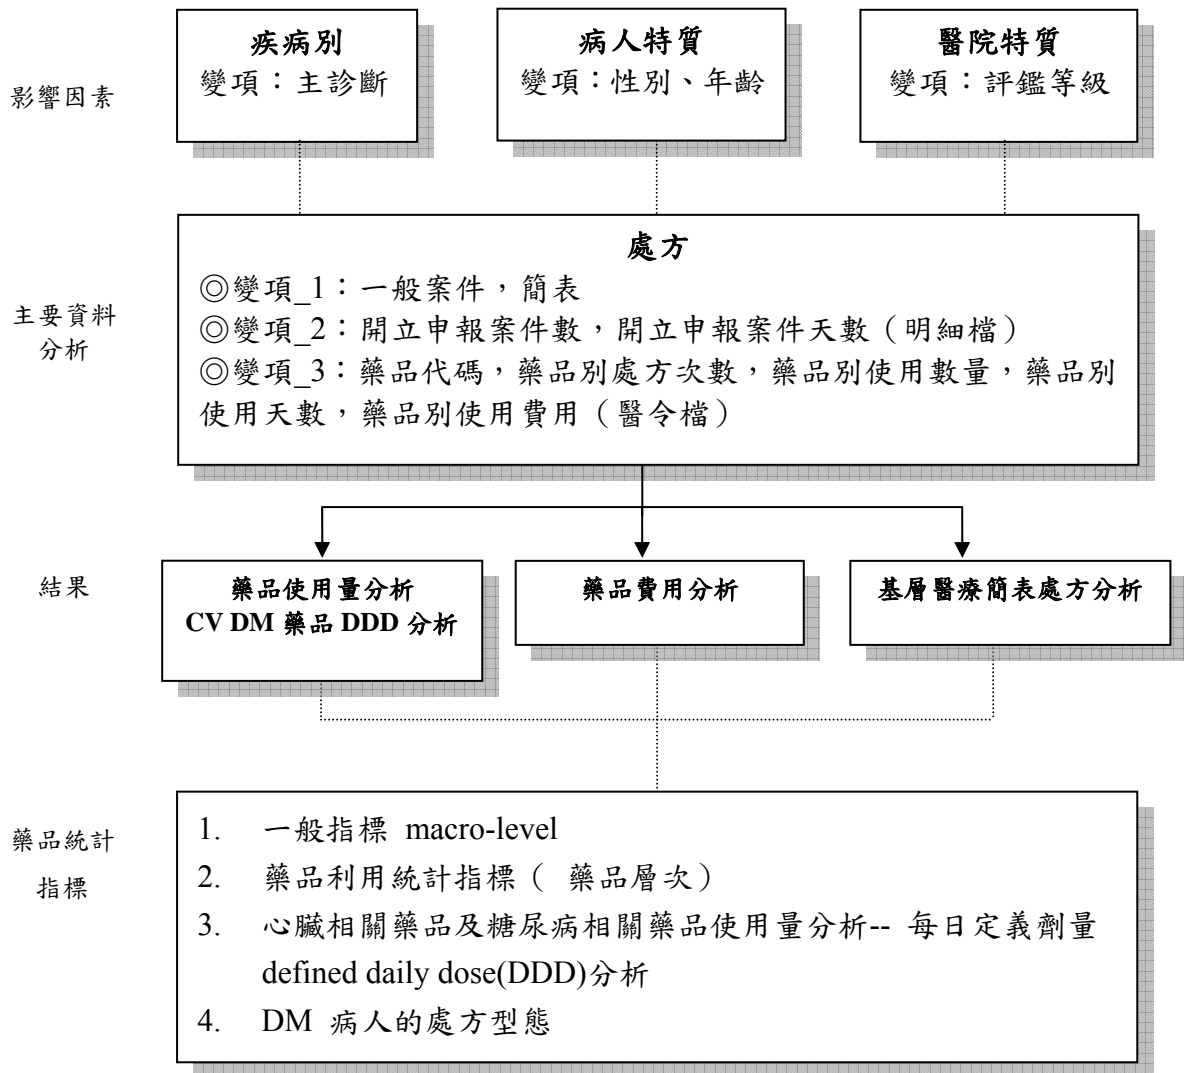 影響因素
疾病別
變項：主診斷
病人特質
變項：性別、年齡
醫院特質
變項：評鑑等級
主要資料
分析
處方
◎變項_1：一般案件，簡表
◎變項_2：開立申報案件數，開立申報案件天數（明細檔）
◎變項_3：藥品代碼，藥品別處方次數，藥品別使用數量，藥品別
使用天數，藥品別使用費用（醫令檔）
結果
藥品使用量分析
CV DM 藥品 DDD 分析
藥品費用分析
基層醫療簡表處方分析
藥品統計
指標
1. 一般指標 macro-level
2. 藥品利用統計指標（ 藥品層次）
3. 心臟相關藥品及糖尿病相關藥品使用量分析-- 每日定義劑量
defined daily dose(DDD)分析
4. DM 病人的處方型態